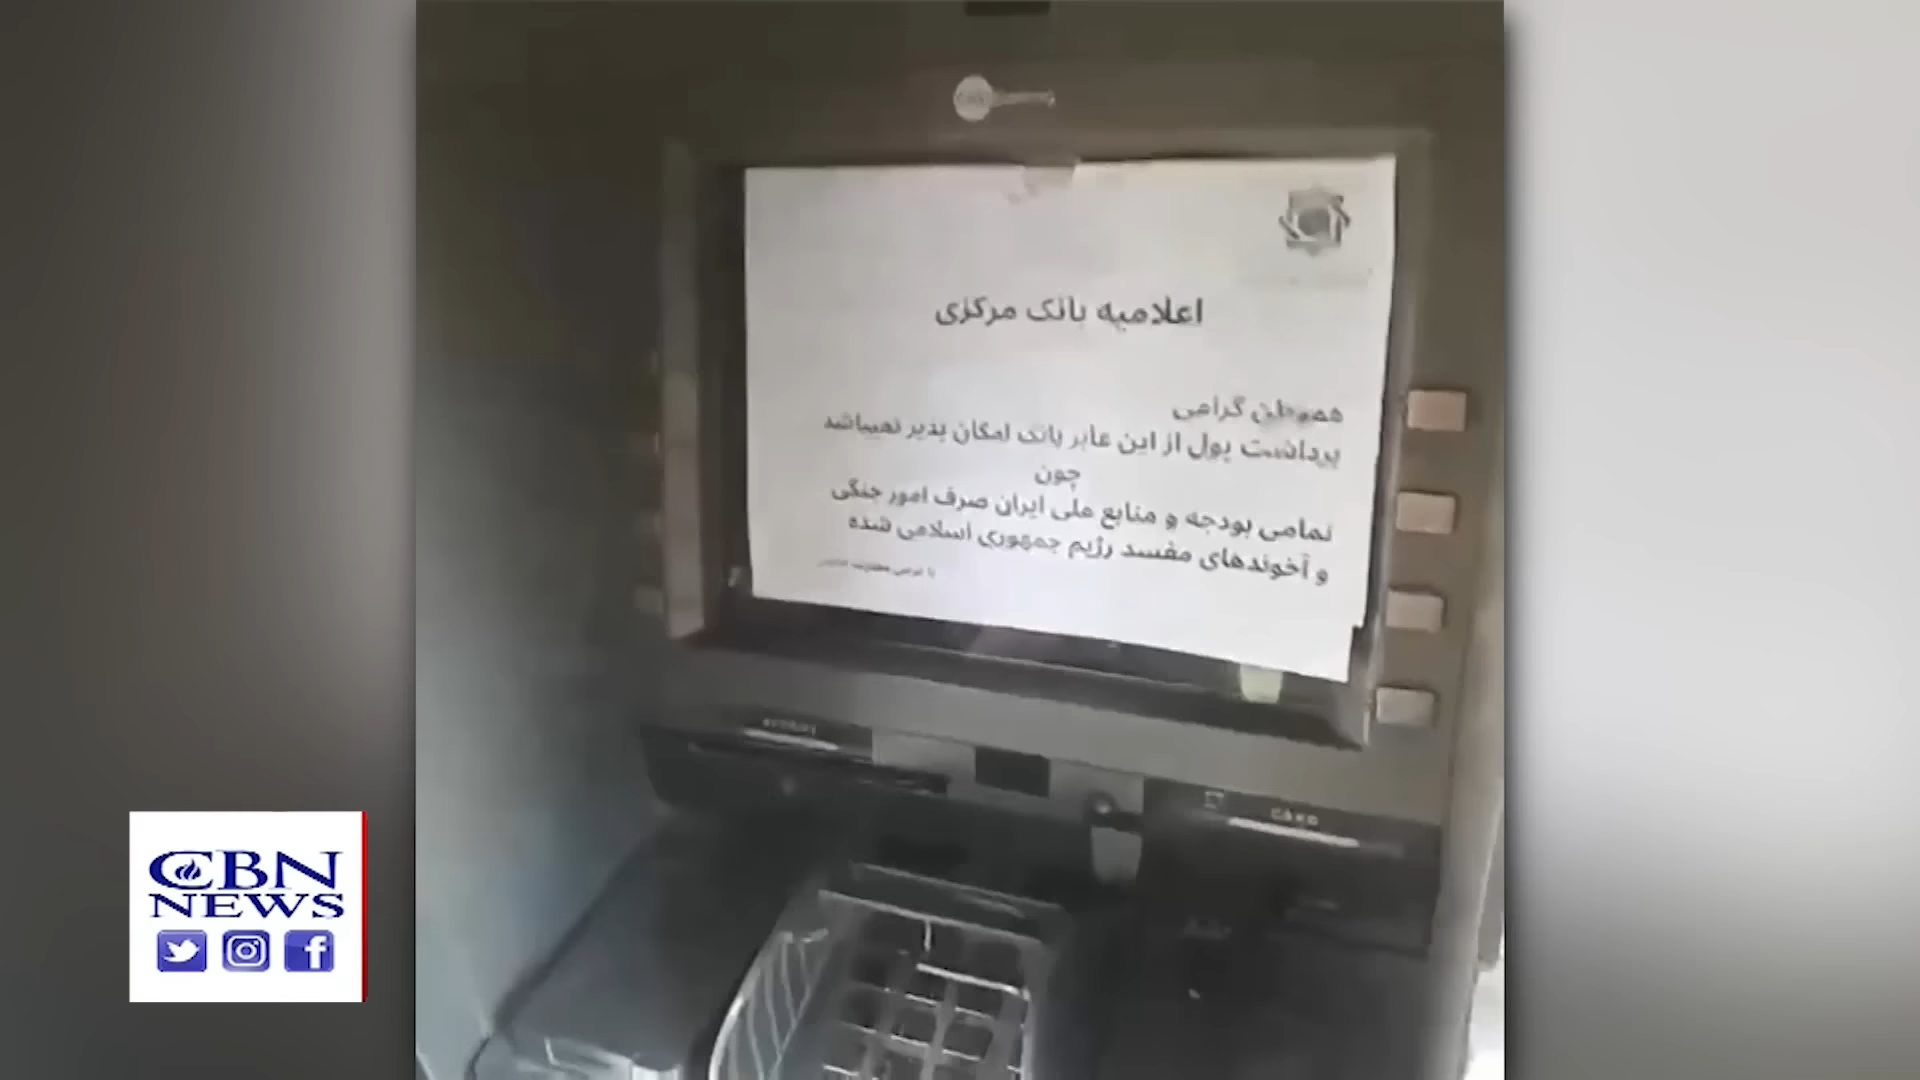 اعلامیه بانک مرکزی
هموطن گرامی
برداشت پول از این عابر بانک امکان پذیر نمیباشد
چون
تمامی بودجه و منابع ملی ایران صرف امور جنگی
و آخوندهای مفسد رژیم جمهوری اسلامی شده
CBN
NEWS